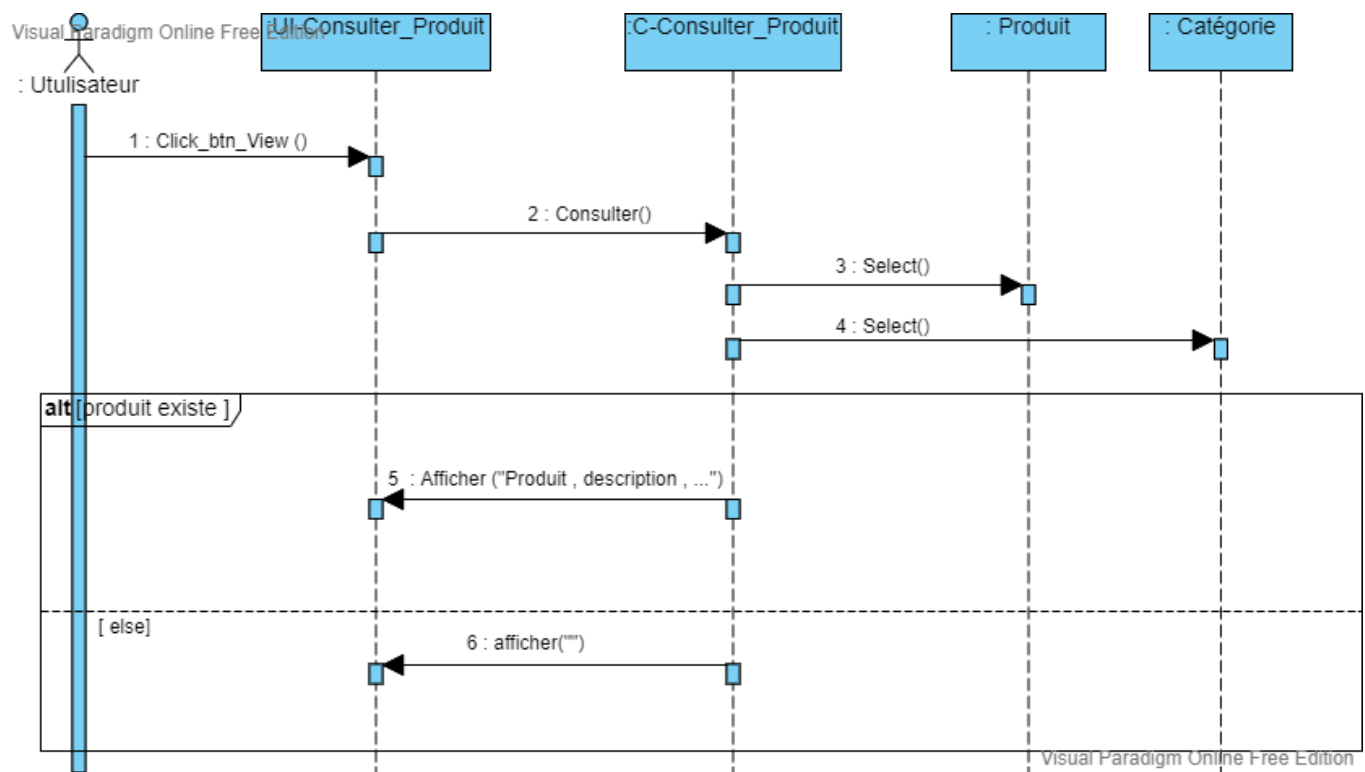 Visual Paradigm Online Free Edition
:UI-Consulter_Produit
:C-Consulter_Produit
: Produit
: Catégorie
: Utulisateur
1 : Click_btn_View ()
2 : Consulter()
3 : Select()
4 : Select()
alt [produit existe ]
5 : Afficher ("Produit , description , ...")
[ else]
6 : afficher("")
Visual Paradigm Online Free Edition